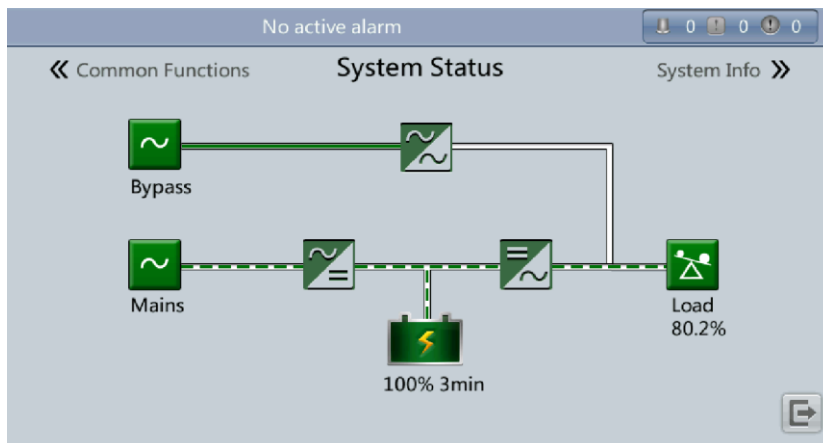 No active alarm
0 0 0
Common Functions
System Status
System Info
Bypass
Mains
Load
80.2%
100% 3min